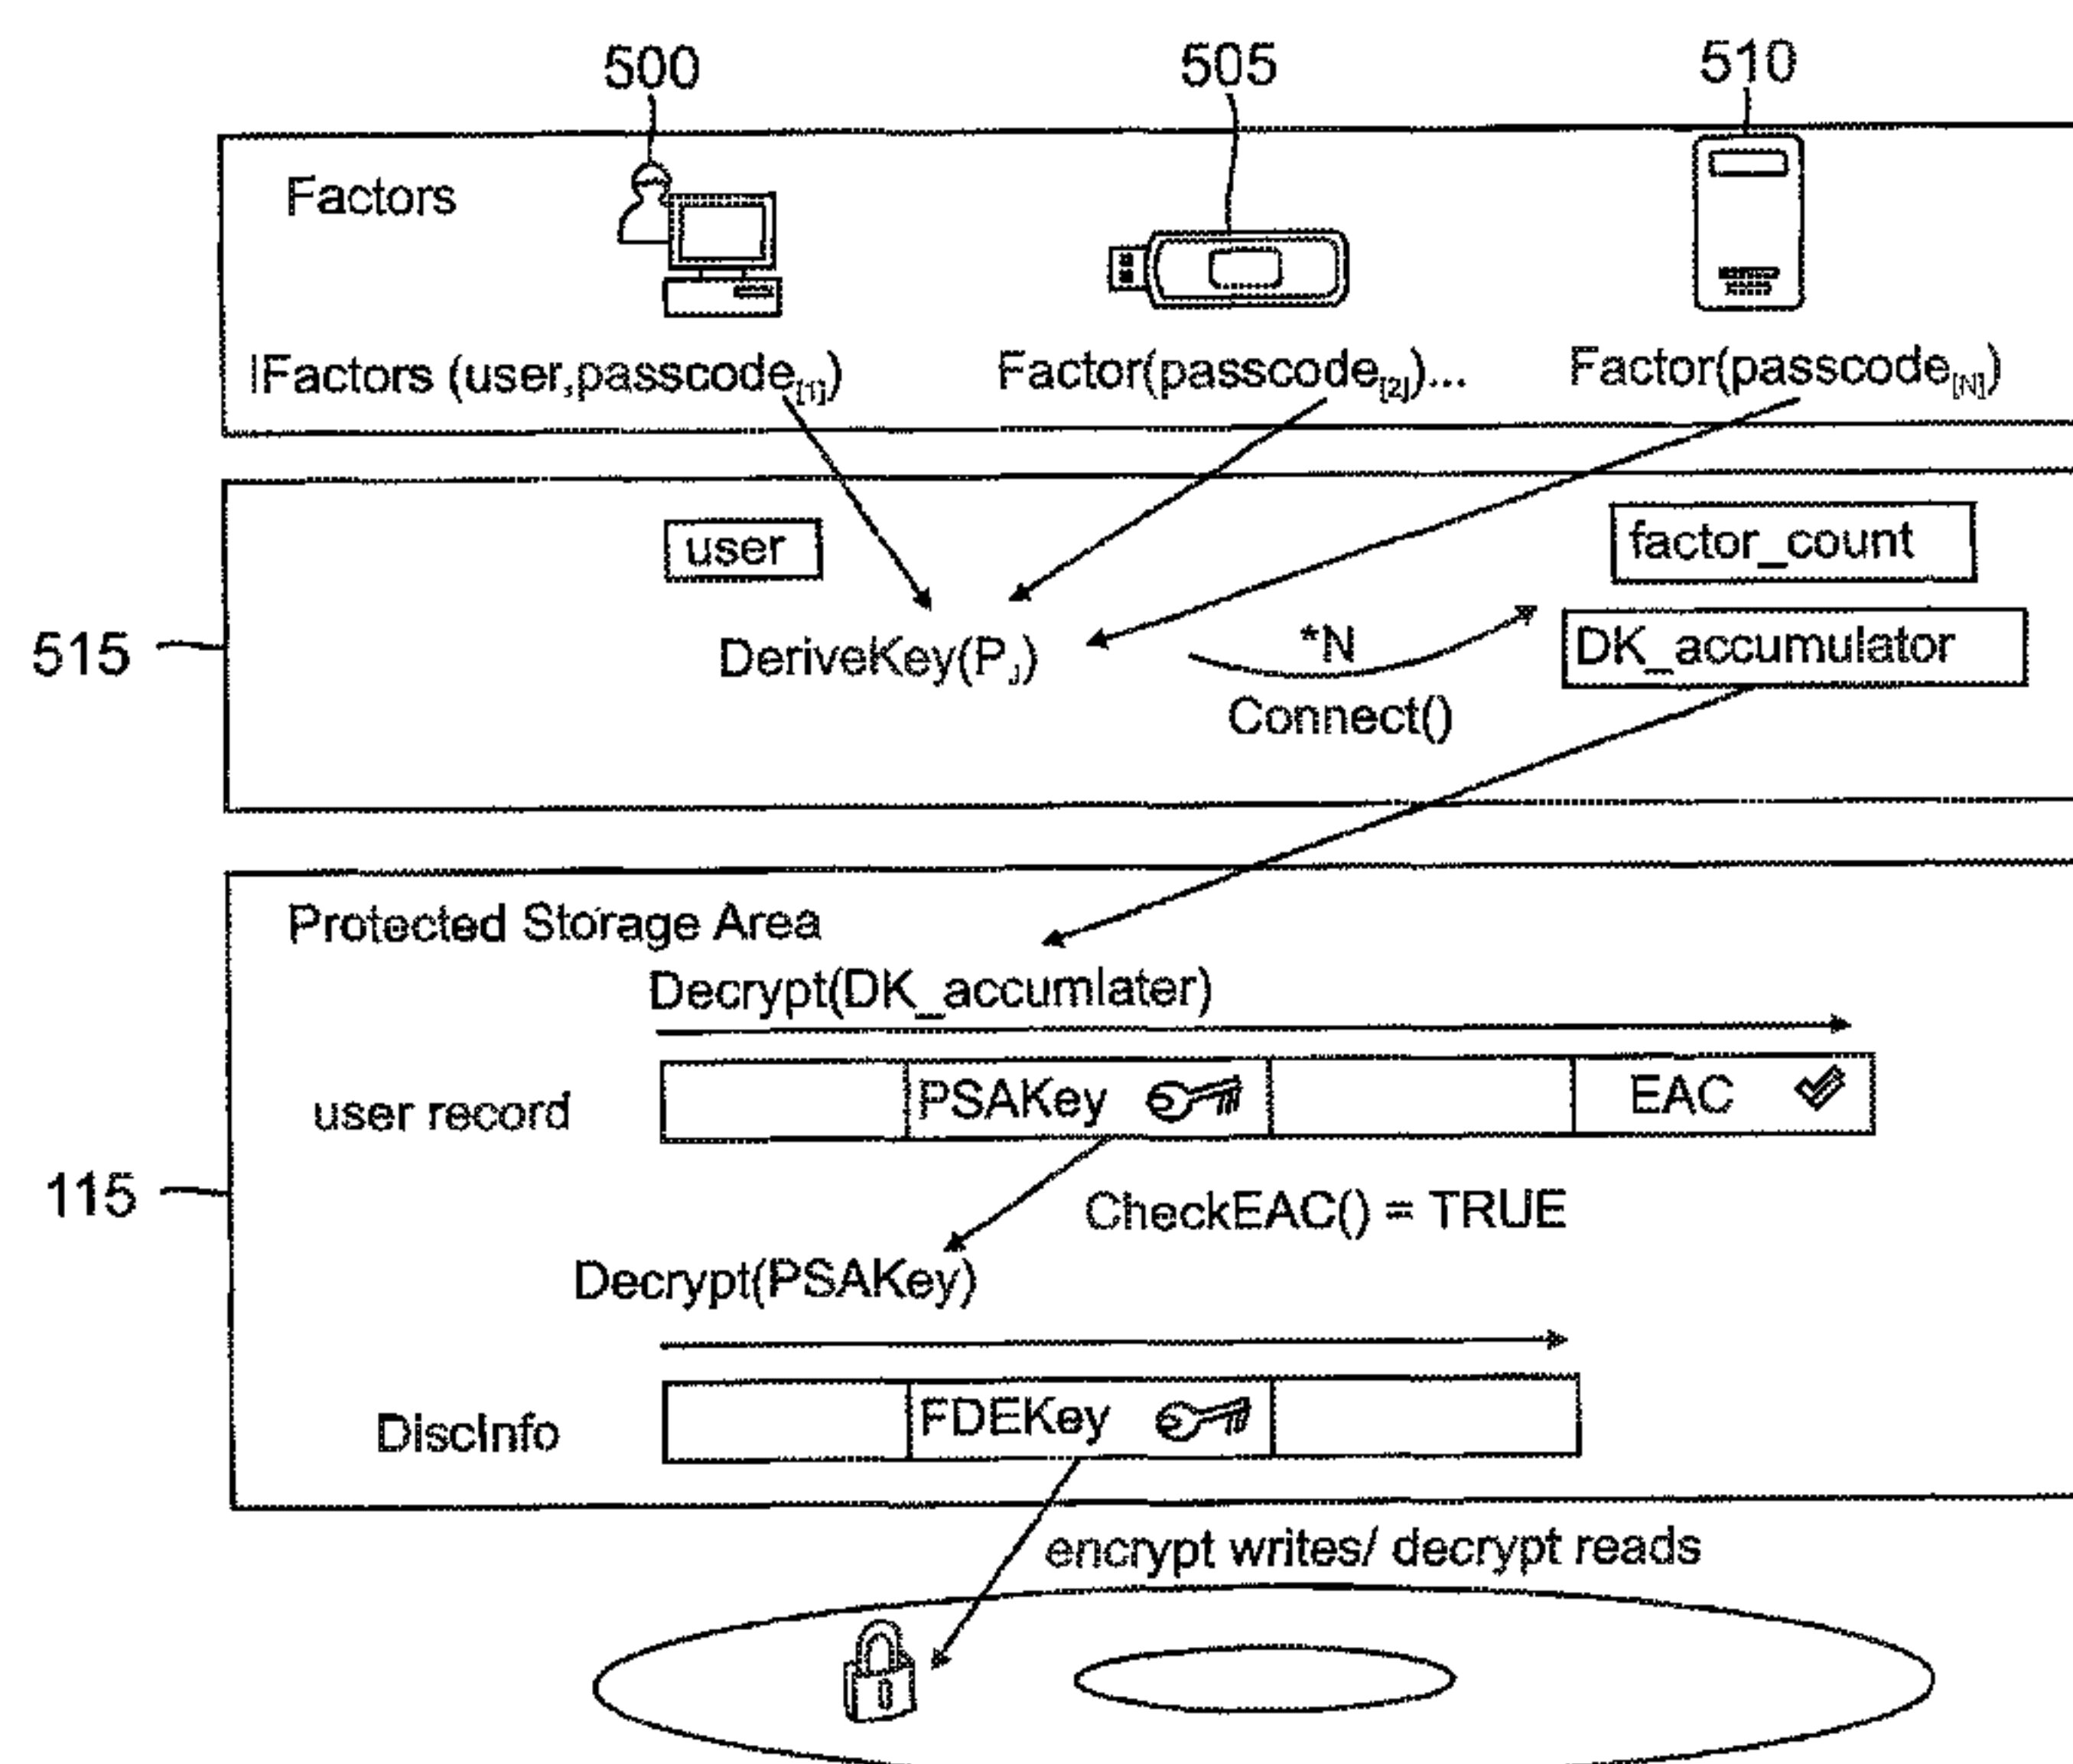 500 505 510
Factors
IFactors (user,passcode[1]) Factor(passcode[2])... Factor(passcode[N])
user factor_count
515 DeriveKey(PJ) *N DK_accumulator
Connect()
Protected Storage Area
Decrypt(DK_accumlater)
user record PSAKey EAC
115 CheckEAC() = TRUE
Decrypt(PSAKey)
DiscInfo FDEKey
encrypt writes/ decrypt reads